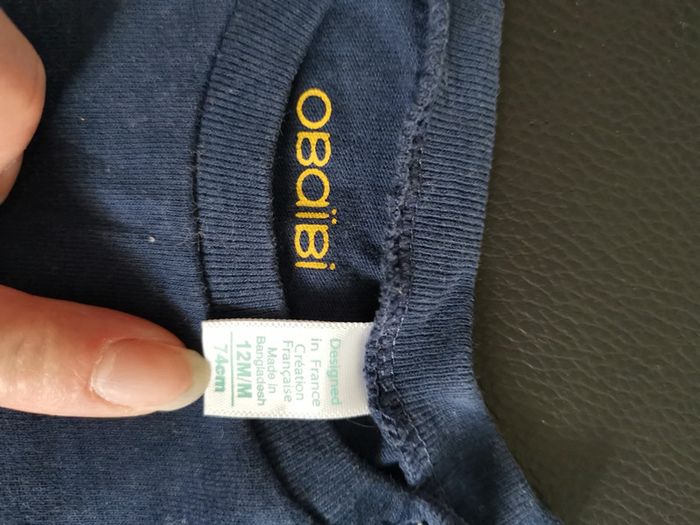 OBaïBi
Designed
in France
Création
Française
Made in
Bangladesh
12M/M
74cm